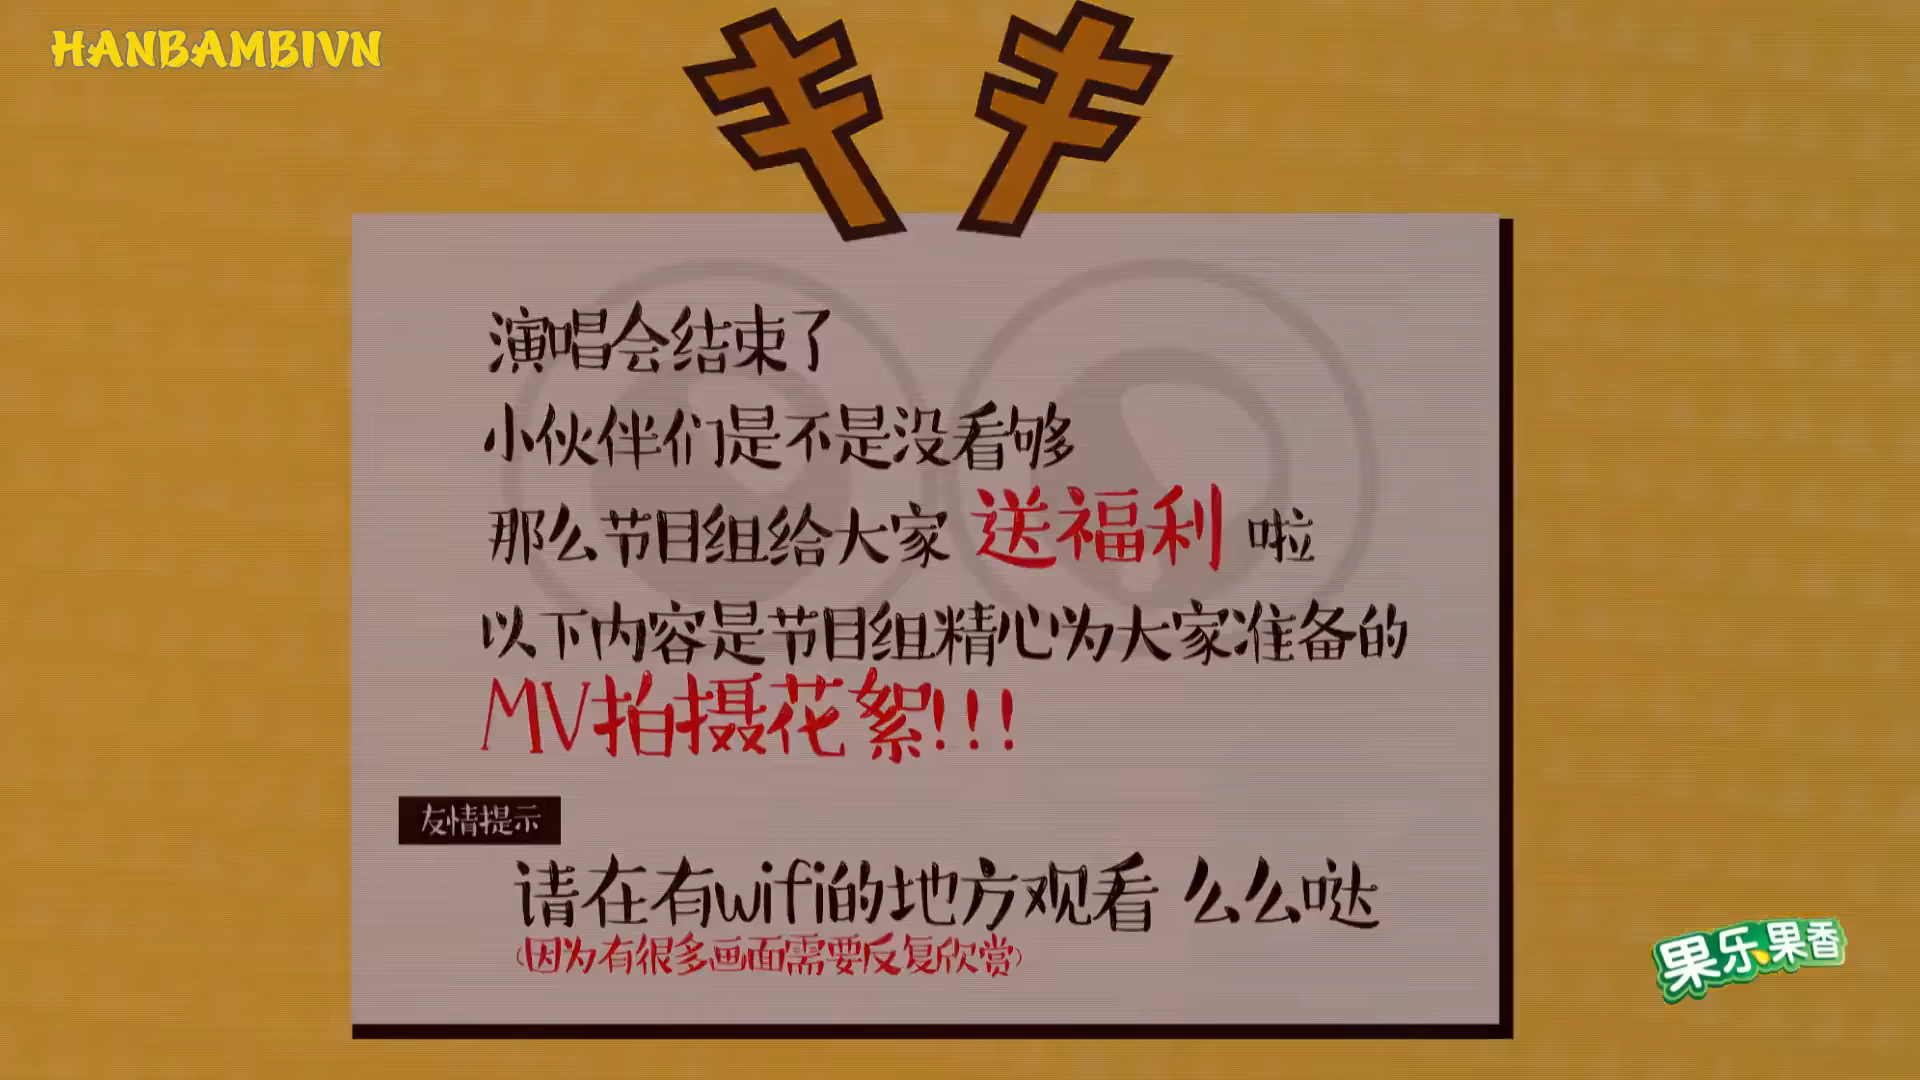 HANBAMBIVN
演唱会结束了
小伙伴们是不是没看够
那么节目组给大家 送福利 啦
以下内容是节目组精心为大家准备的
MV拍摄花絮!!!
友情提示
请在有wifi的地方观看 么么哒
(因为有很多画面需要反复欣赏)
果乐果香